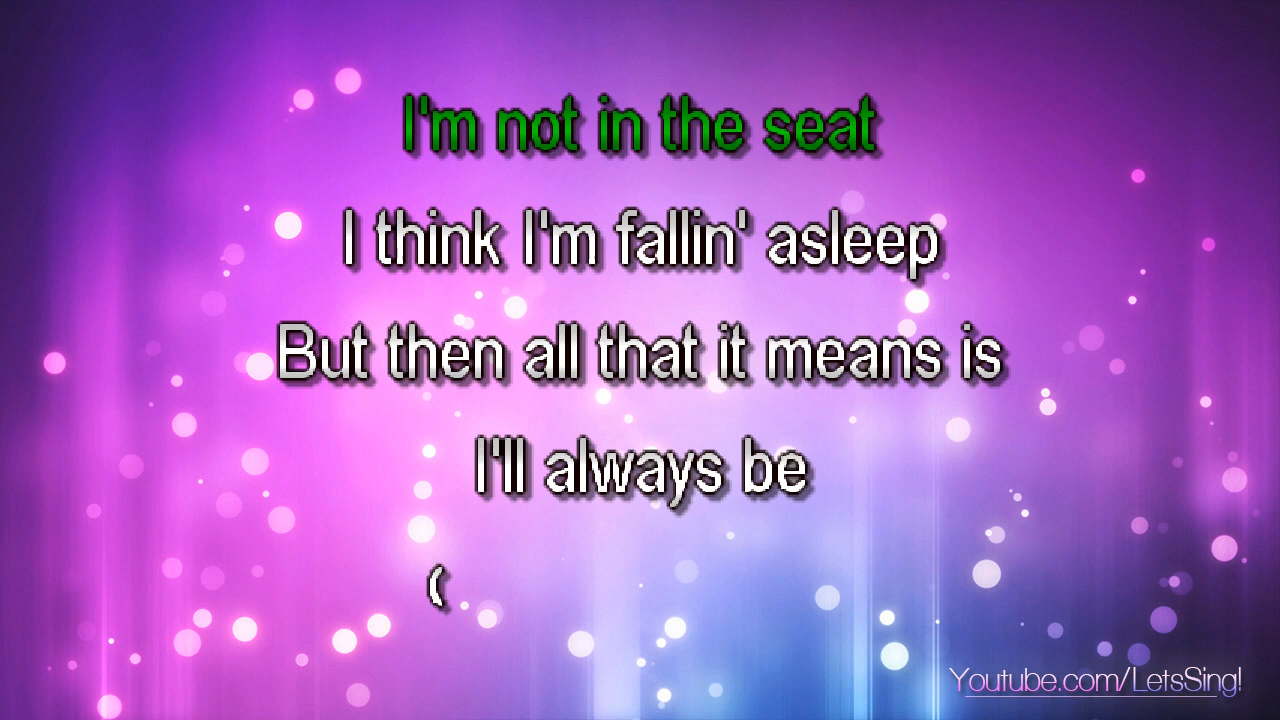 I'm not in the seat
I think I'm fallin' asleep
But then all that it means is
I'll always be
(
Youtube.com/LetsSing!